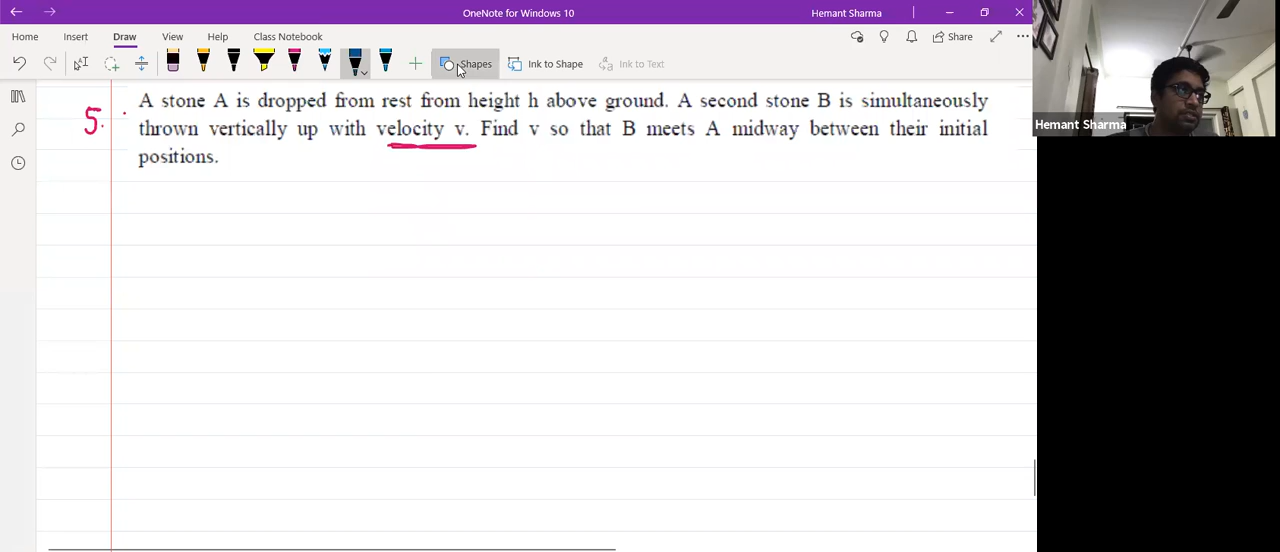 OneNote for Windows 10
Hemant Sharma
Home Insert Draw View Help Class Notebook
Share
Shapes Ink to Shape Ink to Text
5.
A stone A is dropped from rest from height h above ground. A second stone B is simultaneously
thrown vertically up with velocity v. Find v so that B meets A midway between their initial
positions.
Hemant Sharma